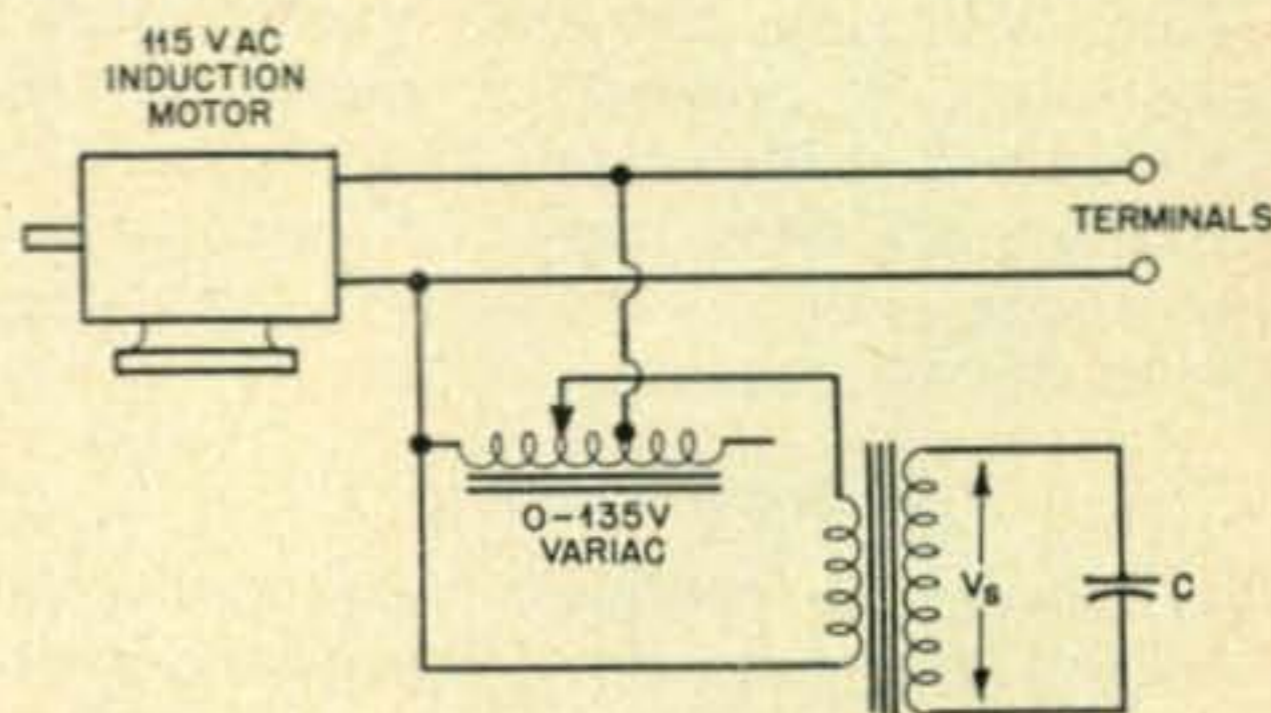 115 V AC
INDUCTION
MOTOR
TERMINALS
0-135V
VARIAC
Vs
C